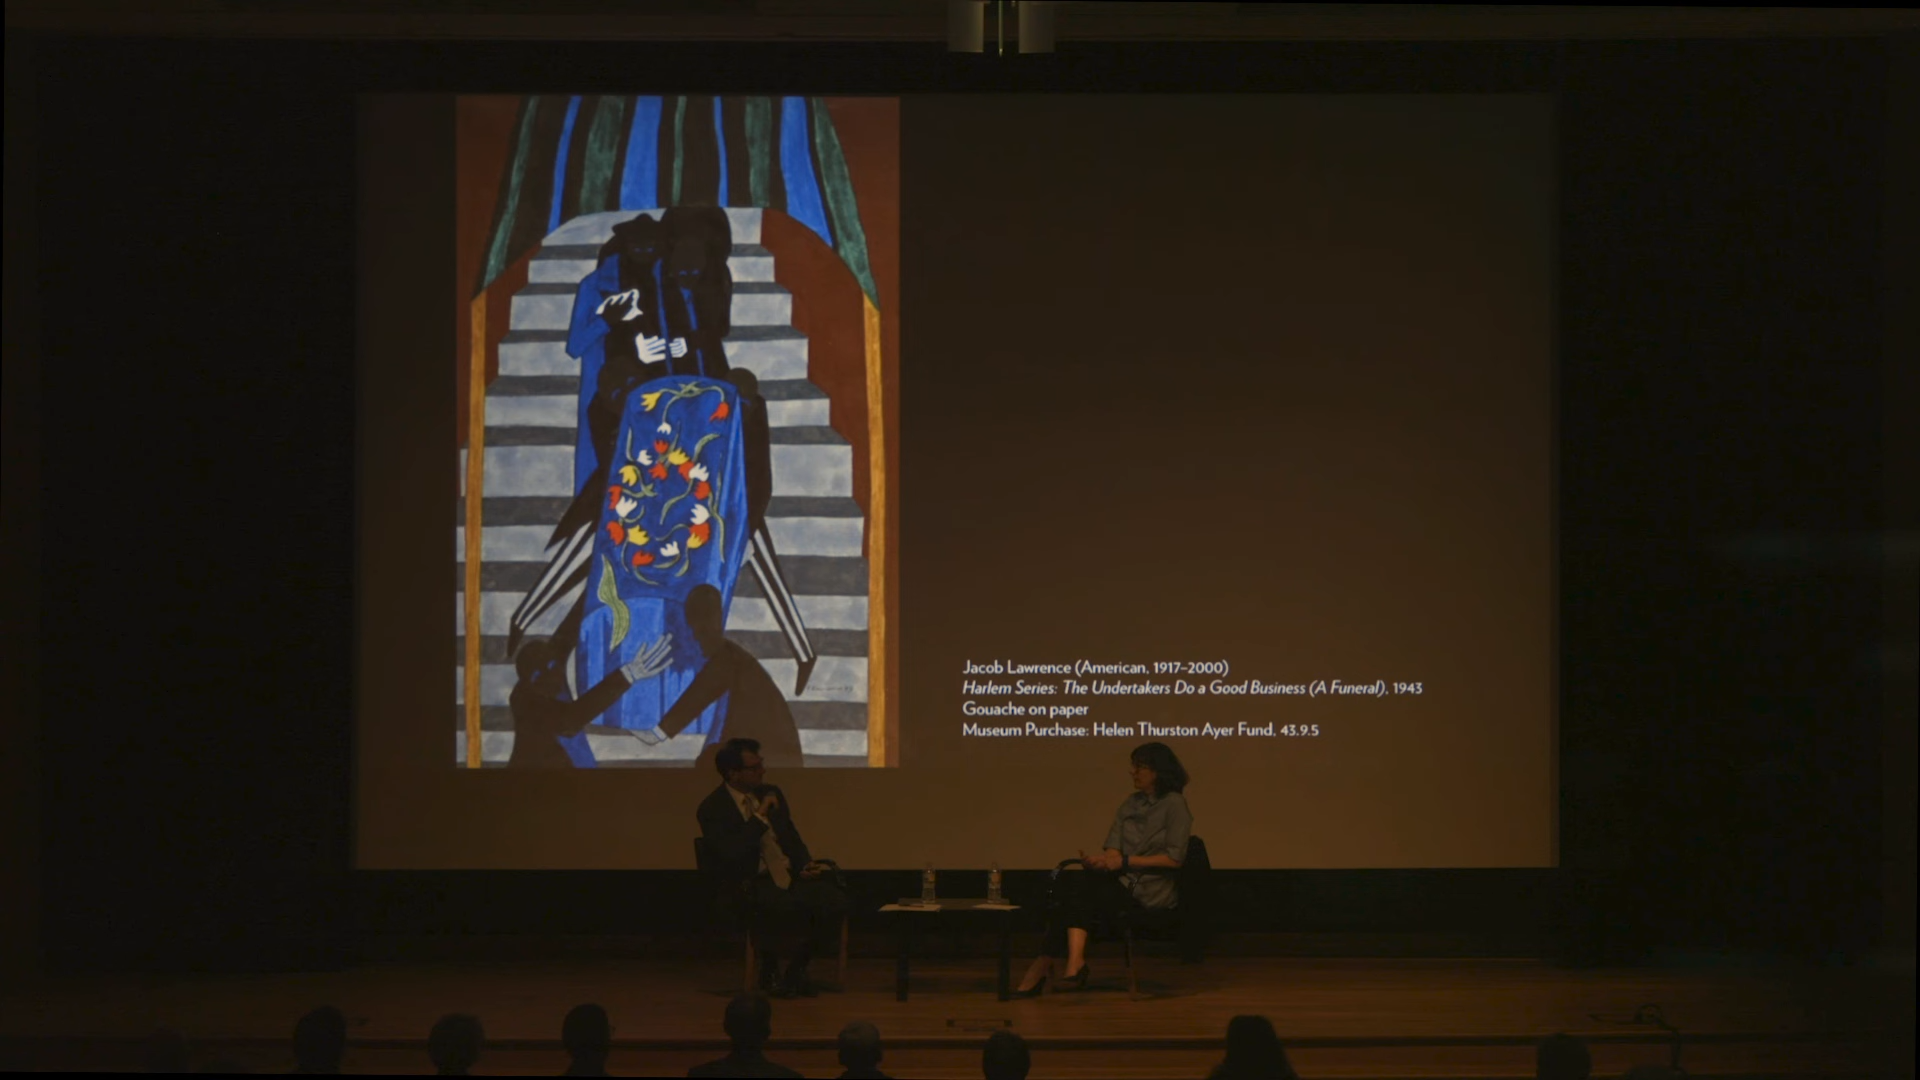 Jacob Lawrence (American, 1917–2000)
Harlem Series: The Undertakers Do a Good Business (A Funeral), 1943
Gouache on paper
Museum Purchase: Helen Thurston Ayer Fund, 43.9.5